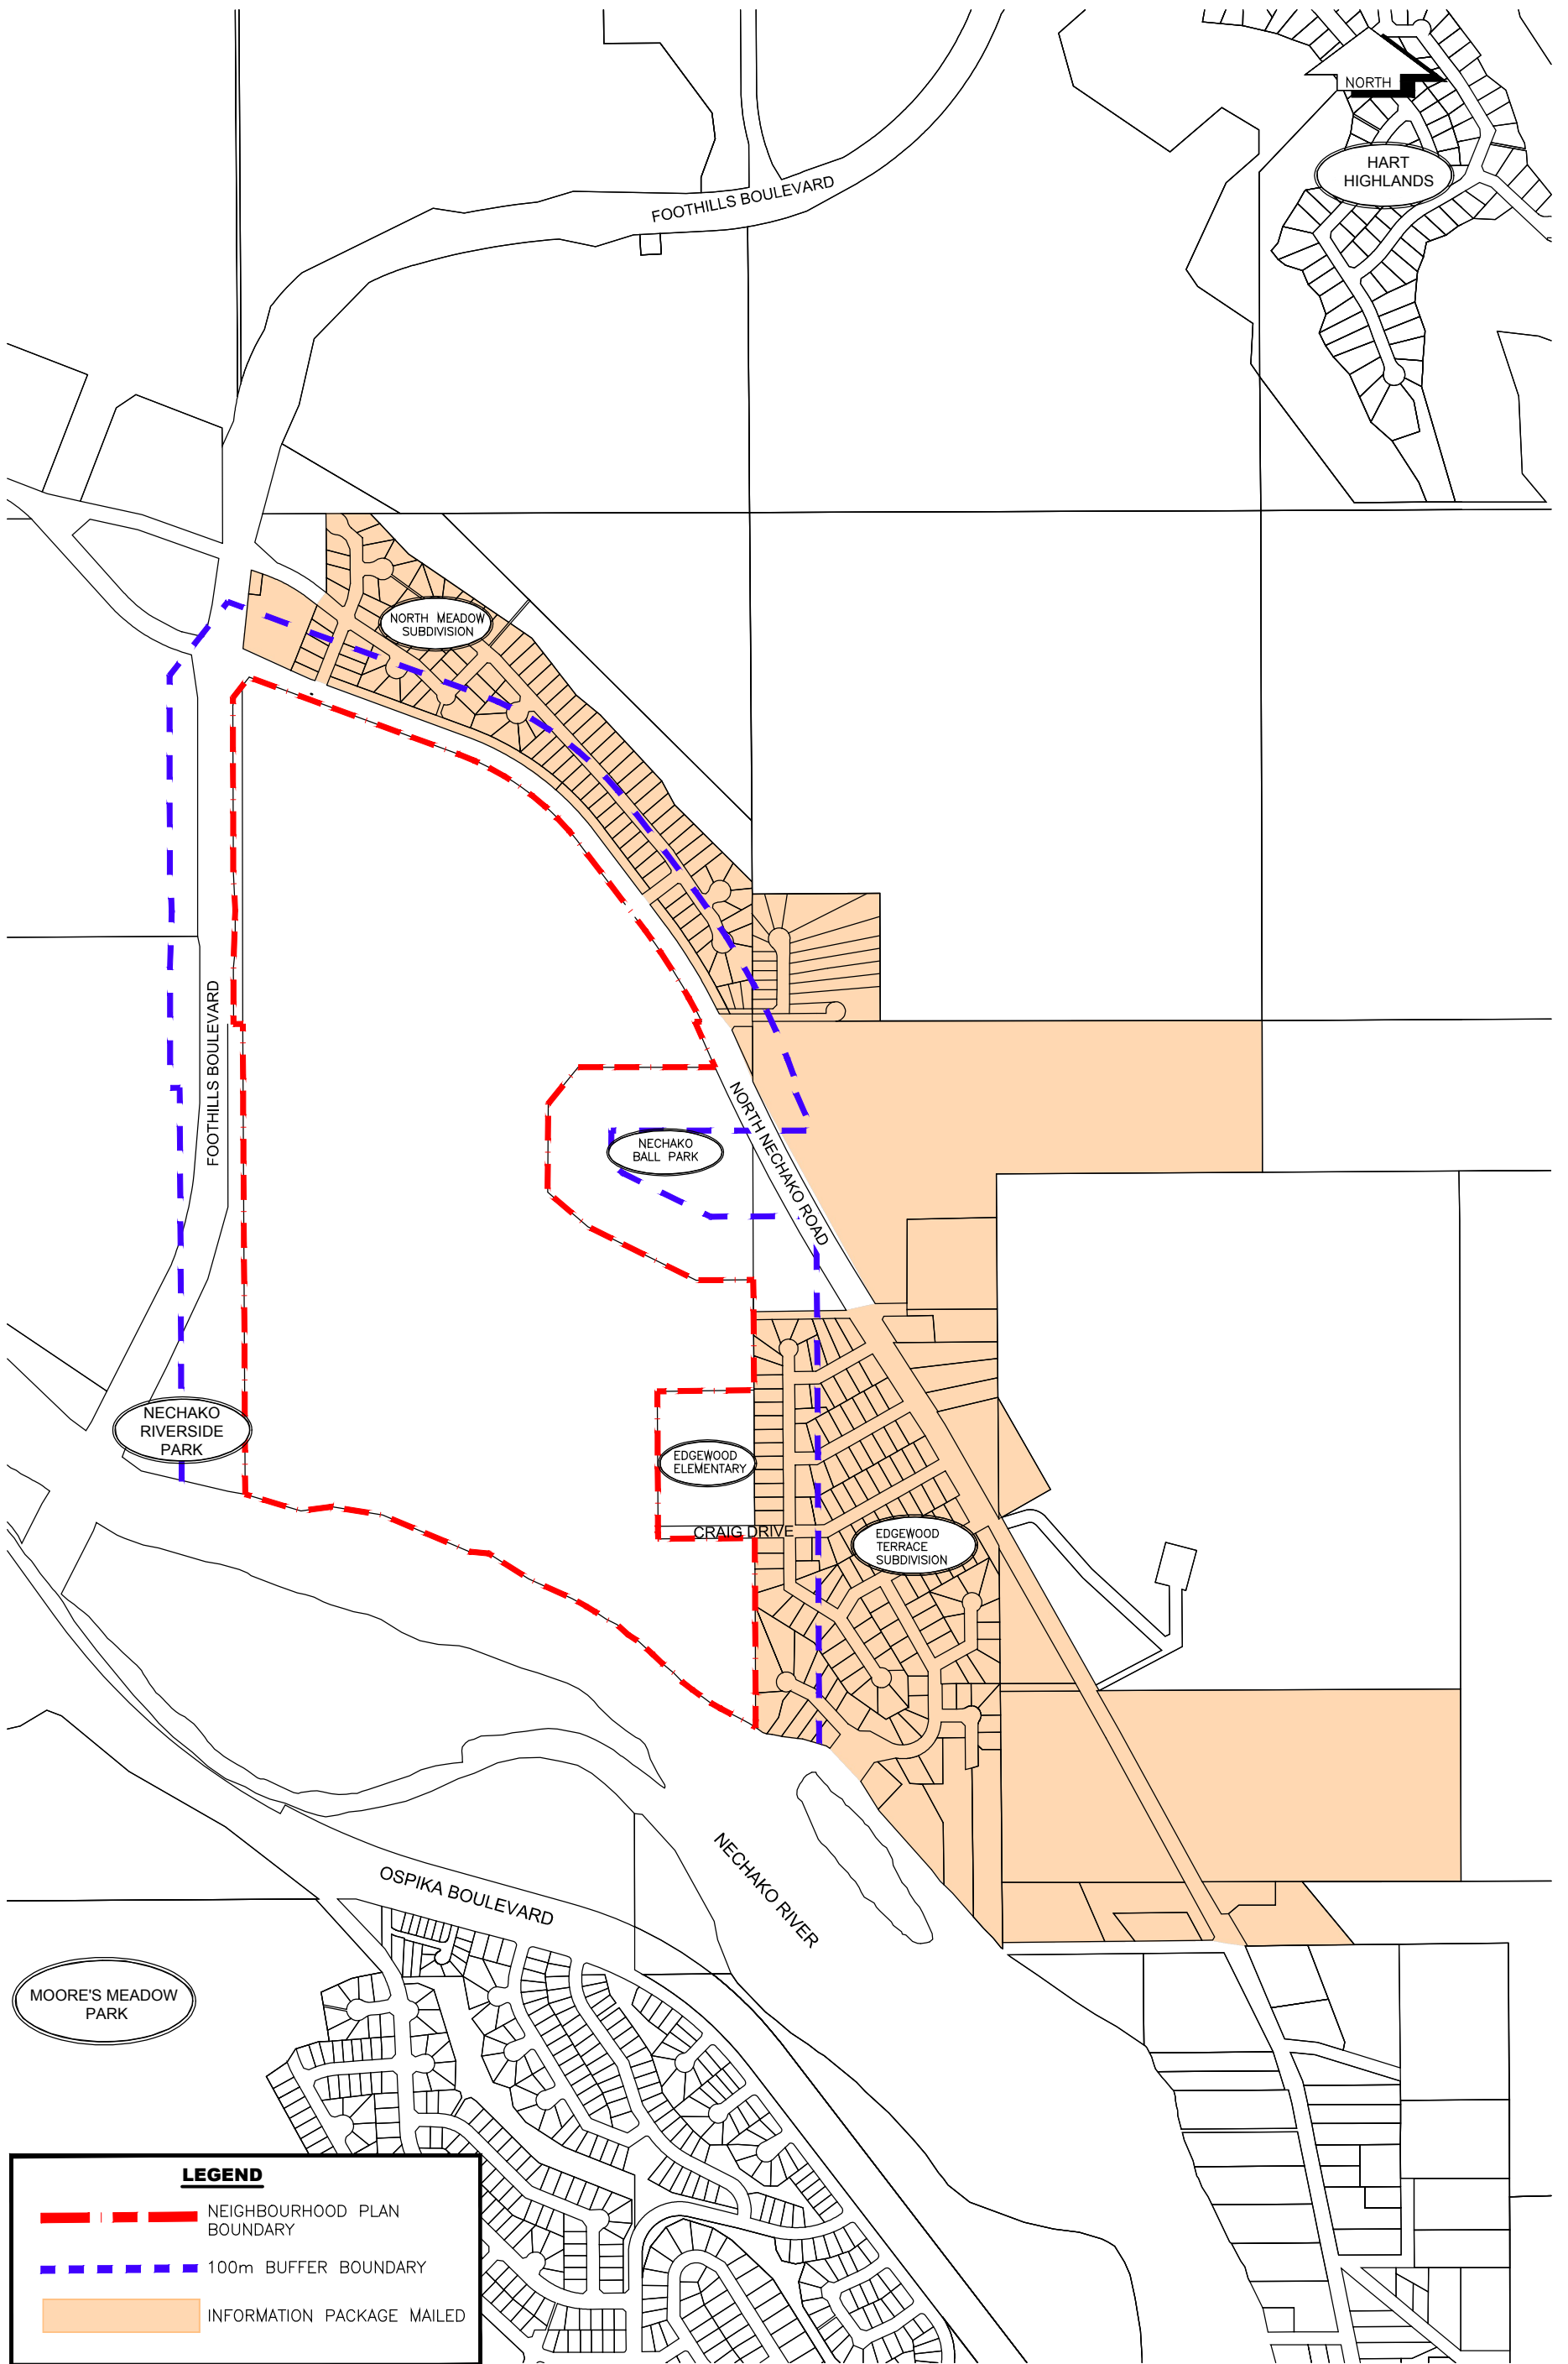 NORTH
HART
HIGHLANDS
FOOTHILLS BOULEVARD
NORTH MEADOW
SUBDIVISION
FOOTHILLS BOULEVARD
NORTH NECHAKO ROAD
NECHAKO
BALL PARK
NECHAKO
RIVERSIDE
PARK
EDGEWOOD
ELEMENTARY
CRAIG DRIVE
EDGEWOOD
TERRACE
SUBDIVISION
NECHAKO RIVER
OSPIKA BOULEVARD
MOORE'S MEADOW
PARK
LEGEND
NEIGHBOURHOOD PLAN
BOUNDARY
100m BUFFER BOUNDARY
INFORMATION PACKAGE MAILED